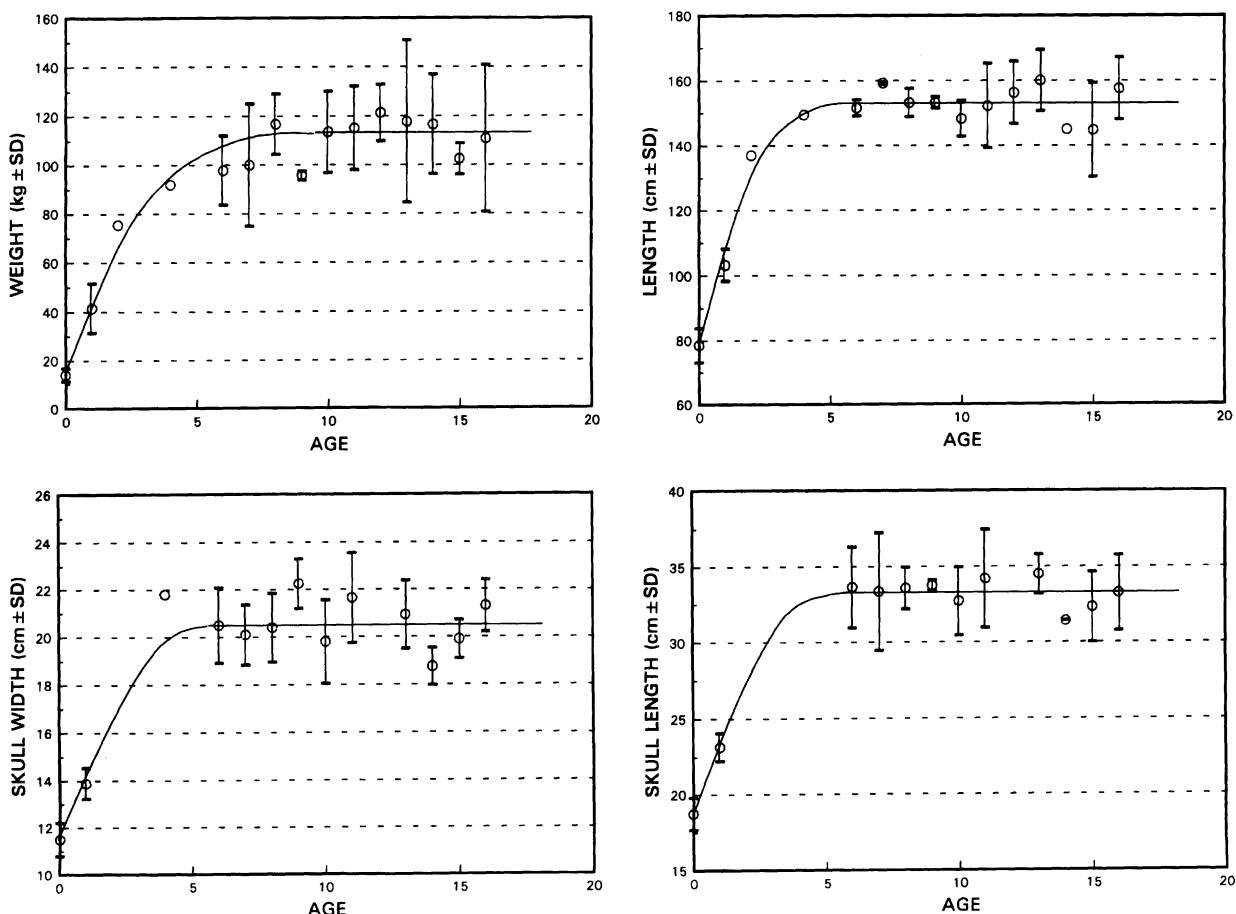 WEIGHT (kg ± SD)
160
140
120
100
80
60
40
20
0
0 5 10 15 20
AGE
LENGTH (cm ± SD)
180
160
140
120
100
80
60
0 5 10 15 20
AGE
SKULL WIDTH (cm ± SD)
26
24
22
20
18
16
14
12
10
0 5 10 15 20
AGE
SKULL LENGTH (cm ± SD)
40
35
30
25
20
15
0 5 10 15 20
AGE